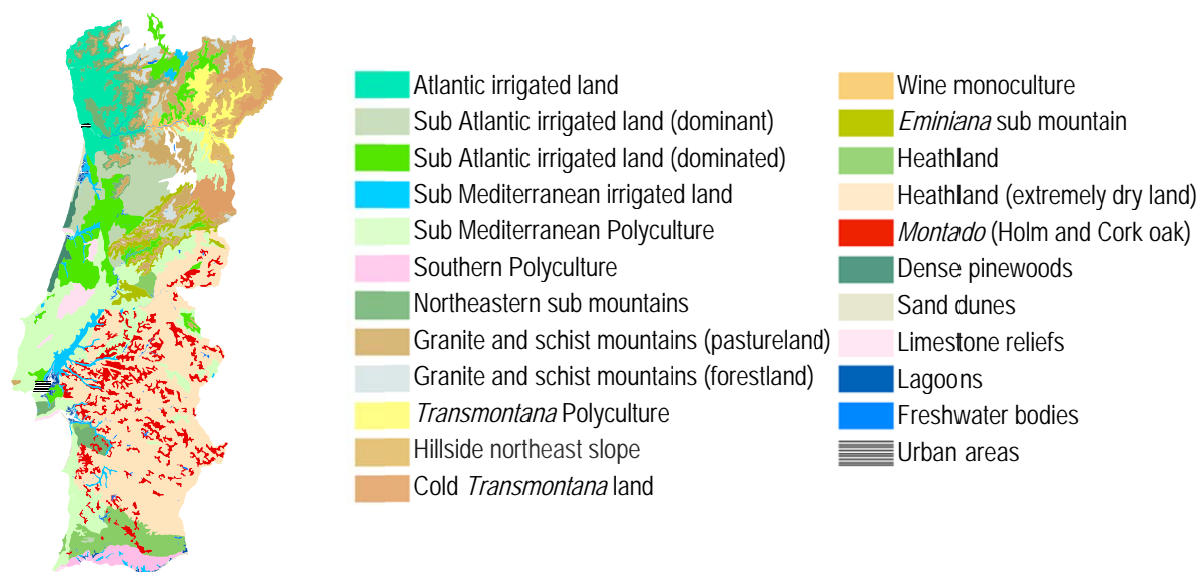 Atlantic irrigated land
Sub Atlantic irrigated land (dominant)
Sub Atlantic irrigated land (dominated)
Sub Mediterranean irrigated land
Sub Mediterranean Polyculture
Southern Polyculture
Northeastern sub mountains
Granite and schist mountains (pastureland)
Granite and schist mountains (forestland)
Transmontana Polyculture
Hillside northeast slope
Cold Transmontana land
Wine monoculture
Eminiana sub mountain
Heathland
Heathland (extremely dry land)
Montado (Holm and Cork oak)
Dense pinewoods
Sand dunes
Limestone reliefs
Lagoons
Freshwater bodies
Urban areas